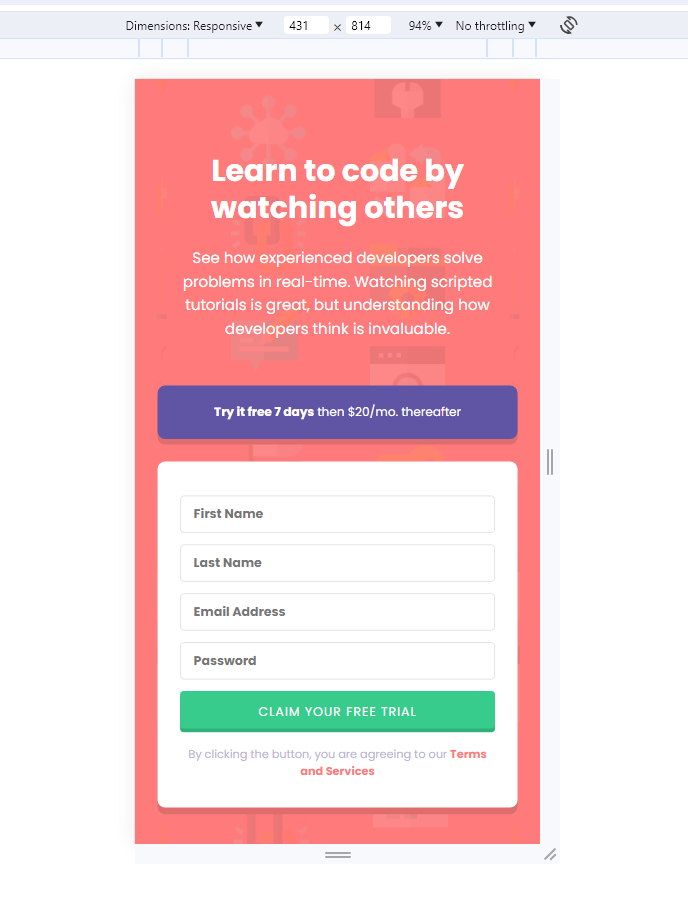 Dimensions: Responsive 431 × 814 94% No throttling
Learn to code by
watching others
See how experienced developers solve
problems in real-time. Watching scripted
tutorials is great, but understanding how
developers think is invaluable.
Try it free 7 days then $20/mo. thereafter
First Name
Last Name
Email Address
Password
CLAIM YOUR FREE TRIAL
By clicking the button, you are agreeing to our Terms
and Services